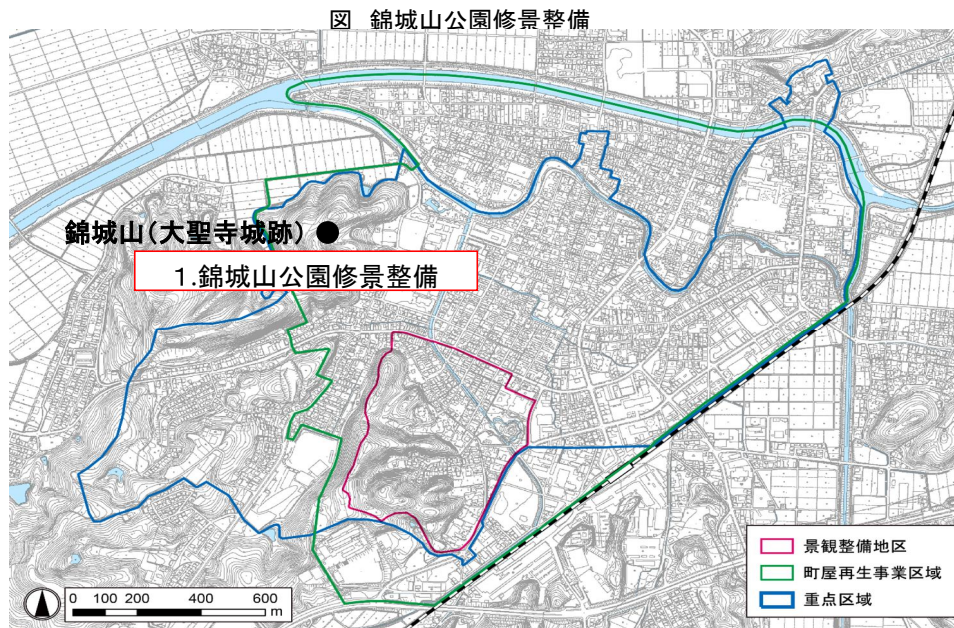 図 錦城山公園修景整備
錦城山(大聖寺城跡)●
1.錦城山公園修景整備
景観整備地区
町屋再生事業区域
重点区域
0 100 200 400 600
m